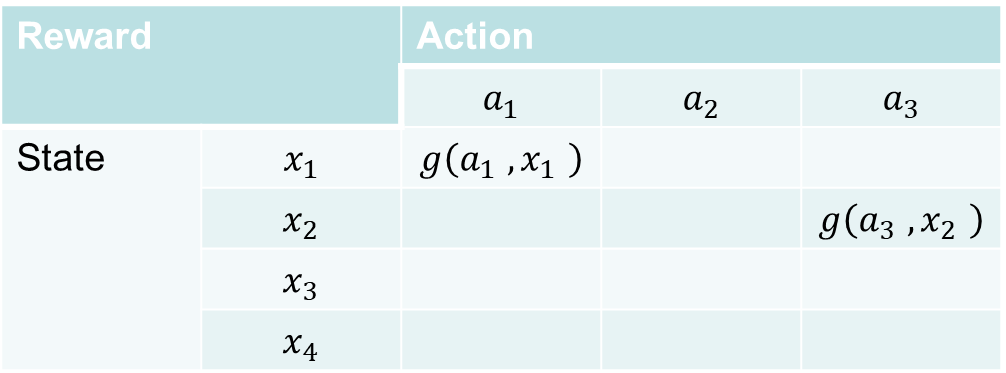 Reward Action
a₁ a₂ a₃
State x₁ g(a₁ ,x₁ )
x₂ g(a₃ ,x₂ )
x₃
x₄